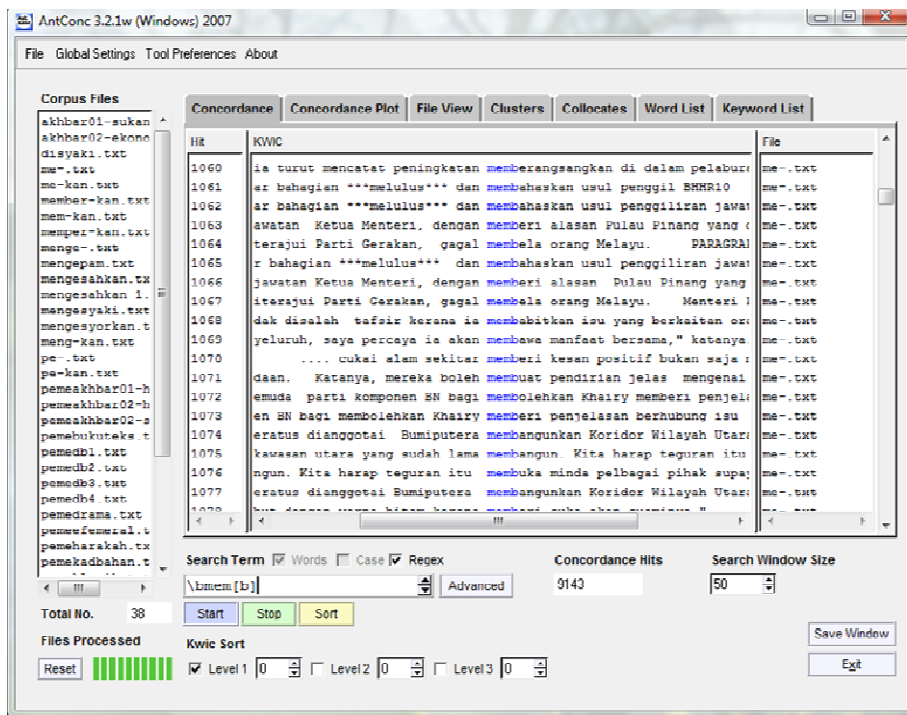 AntConc 3.2.1w (Windows) 2007
File Global Settings Tool Preferences About
Corpus Files
akhbar01-sukan
akhbar02-ekono
disyaki.txt
me-.txt
me-kan.txt
member-kan.txt
mem-kan.txt
memper-kan.txt
menge-.txt
mengepam.txt
mengesahkan.tx
mengesahkan 1.
mengesyaki.txt
mengesyorkan.t
meng-kan.txt
pe-.txt
pe-kan.txt
pemeakhbar01-h
pemeakhbar02-h
pemeakhbar02-s
pemebukuteks.t
pemedb1.txt
pemedb2.txt
pemedb3.txt
pemedb4.txt
pemedrama.txt
pemeefemeral.t
pemeharakah.tx
pemekadbahan.t
Total No. 38
Files Processed
Reset
Concordance Concordance Plot File View Clusters Collocates Word List Keyword List
Hit KWIC File
1060 ia turut mencatat peningkatan memberangsangkan di dalam pelabura me-.txt
1061 ar bahagian ***melulus*** dan membahaskan usul penggil BHHR10 me-.txt
1062 ar bahagian ***melulus*** dan membahaskan usul penggiliran jawat me-.txt
1063 awatan Ketua Menteri, dengan memberi alasan Pulau Pinang yang d me-.txt
1064 terajui Parti Gerakan, gagal membela orang Melayu. PARAGRAP me-.txt
1065 r bahagian ***melulus*** dan membahaskan usul penggiliran jawat me-.txt
1066 jawatan Ketua Menteri, dengan memberi alasan Pulau Pinang yang me-.txt
1067 iterajui Parti Gerakan, gagal membela orang Melayu. Menteri me-.txt
1068 dak disalah tafsir kerana ia membabitkan isu yang berkaitan ora me-.txt
1069 yeluruh, saya percaya ia akan membawa manfaat bersama," katanya. me-.txt
1070 .... cukai alam sekitar memberi kesan positif bukan saja me-.txt
1071 daan. Katanya, mereka boleh membuat pendirian jelas mengenai me-.txt
1072 emuda parti komponen BN bagi membolehkan Khairy memberi penjela me-.txt
1073 en BN bagi membolehkan Khairy memberi penjelasan berhubung isu me-.txt
1074 eratus dianggotai Bumiputera membangunkan Koridor Wilayah Utara me-.txt
1075 kawasan utara yang sudah lama membangun. Kita harap teguran itu me-.txt
1076 ngun. Kita harap teguran itu membuka minda pelbagai pihak supay me-.txt
1077 eratus dianggotai Bumiputera membangunkan Koridor Wilayah Utara me-.txt
Search Term Words Case Regex Concordance Hits Search Window Size
\bmem[b] Advanced 9143 50
Start Stop Sort
Kwic Sort
Level 1 0 Level 2 0 Level 3 0
Save Window
Exit